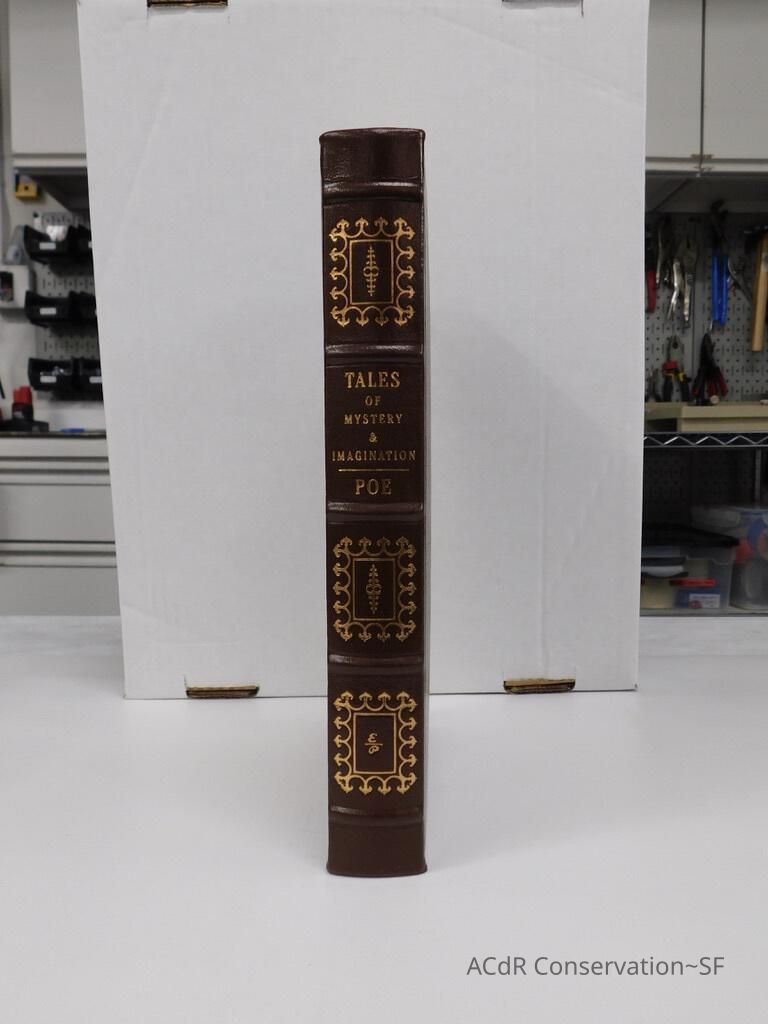 TALES
OF
MYSTERY
&
IMAGINATION
POE
ACdR Conservation~SF